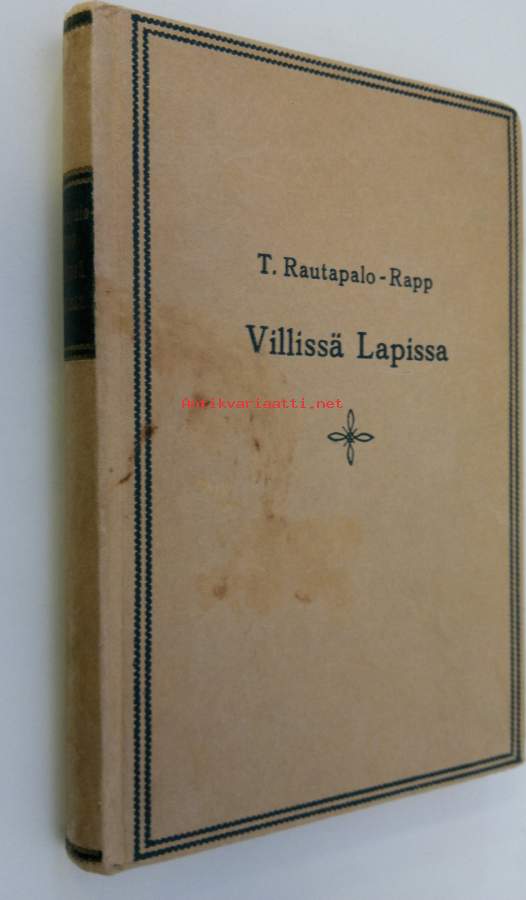 T. Rautapalo-Rapp
Villissä Lapissa
Antikvariaatti.net